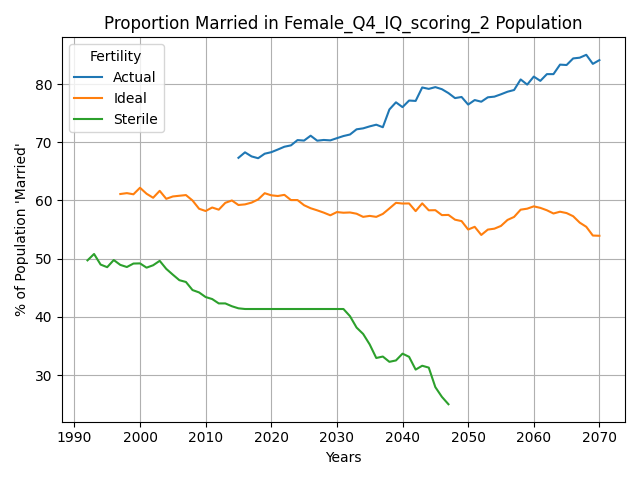 Proportion Married in Female_Q4_IQ_scoring_2 Population
Fertility
Actual
Ideal
Sterile
% of Population 'Married'
80
70
60
50
40
30
1990 2000 2010 2020 2030 2040 2050 2060 2070
Years